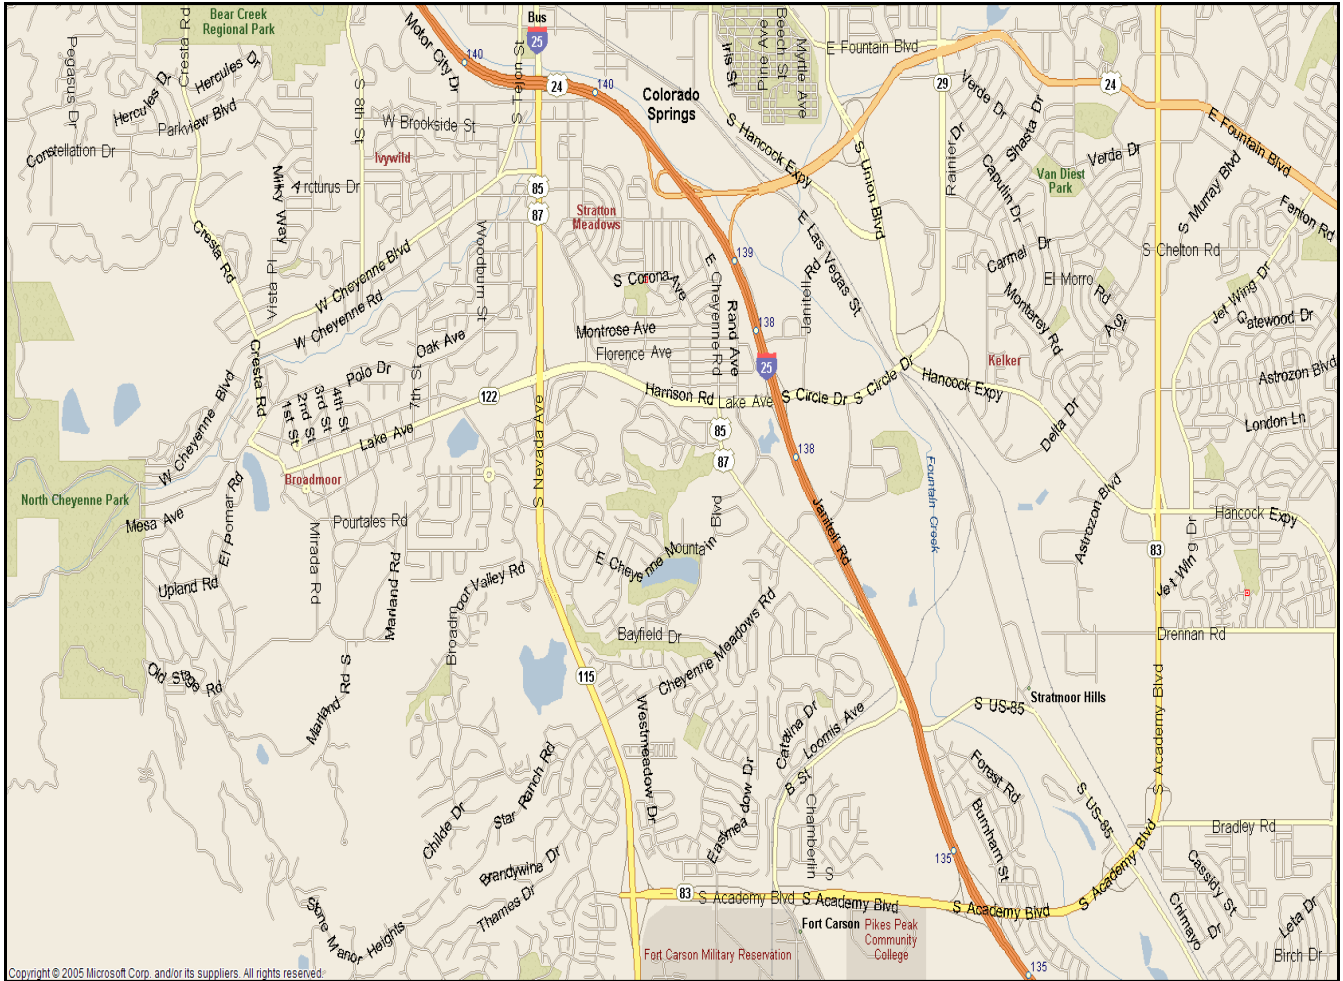 Bear Creek
Regional Park
Bus
25
Motor City Dr
140
S Tejon St
24
140
Colorado
Springs
Iris St
Pine Ave
Beech St
Myrtle Ave
E Fountain Blvd
29
24
E Fountain Blvd
Pegasus Dr
Cresta Rd
Hercules Dr
Hercules Dr
Parkview Blvd
Constellation Dr
S 8th St
W Brookside St
Ivywild
Milky Way
Arcturus Dr
85
87
Stratton
Meadows
S Hancock Expy
S Union Blvd
Rainier Dr
Verde Dr
Shasta Dr
Capulin Dr
Verde Dr
Van Diest
Park
S Murray Blvd
Fenton Rd
S Chelton Rd
Cresta Rd
Vista Pl
W Cheyenne Blvd
W Cheyenne Rd
Woodburn St
S Corona Ave
E Cheyenne Rd
Rand Ave
139
E Las Vegas St
Janitell Rd
Carmel Dr
El Morro Rd
Monterey Rd
A St
Jet Wing Dr
Gatewood Dr
Montrose Ave
Florence Ave
138
25
Kelker
Astrozon Blvd
Cresta Rd
Polo Dr
Oak Ave
7th St
4th St
3rd St
2nd St
1st St
122
Lake Ave
Harrison Rd
Lake Ave
S Circle Dr
S Circle Dr
Hancock Expy
Delta Dr
London Ln
W Cheyenne Blvd
85
87
138
S Nevada Ave
Broadmoor
North Cheyenne Park
Mesa Ave
El Pomar Rd
Pourtales Rd
Mirada Rd
Marland Rd
Upland Rd
Fountain Creek
Astrozon Blvd
Hancock Expy
83
Jet Wing Dr
Janitell Rd
E Cheyenne Mountain Blvd
Broadmoor Valley Rd
Bayfield Dr
Cheyenne Meadows Rd
Drennan Rd
Old Stage Rd
Marland Rd S
115
Westmeadow Dr
Catalina Dr
Loomis Ave
B St
S US-85
Stratmoor Hills
S Academy Blvd
Star Ranch Rd
Childe Dr
Eastmeadow Dr
Chamberlin S
Forest Rd
Burnham St
S US-85
Bradley Rd
Brandywine Dr
Thames Dr
135
S Academy Blvd
Cassidy St
Chimayo Dr
Leta Dr
Birch Dr
83
S Academy Blvd
S Academy Blvd
S Academy Blvd
Stone Manor Heights
Fort Carson
Pikes Peak
Community
College
Fort Carson Military Reservation
135
Copyright © 2005 Microsoft Corp. and/or its suppliers. All rights reserved.